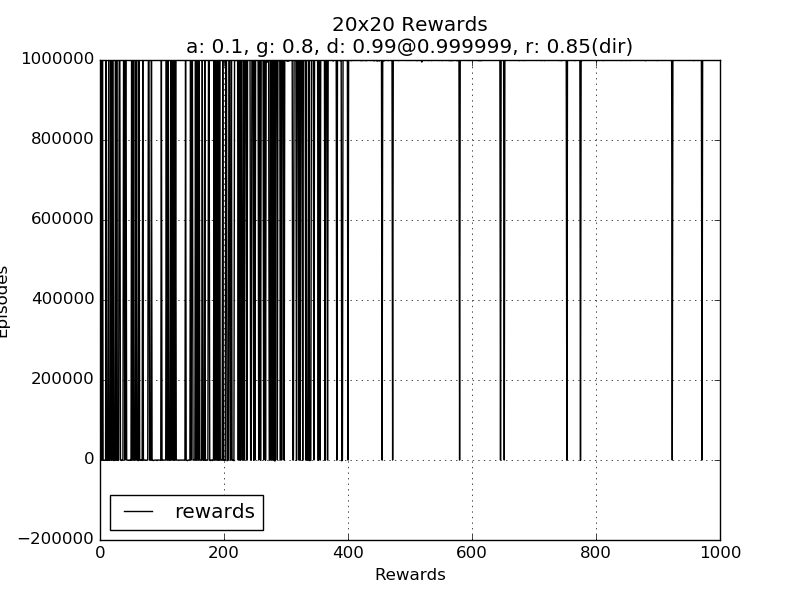 20x20 Rewards
a: 0.1, g: 0.8, d: 0.99@0.999999, r: 0.85(dir)
1000000
800000
600000
400000
200000
0
−200000
Episodes
rewards
0 200 400 600 800 1000
Rewards